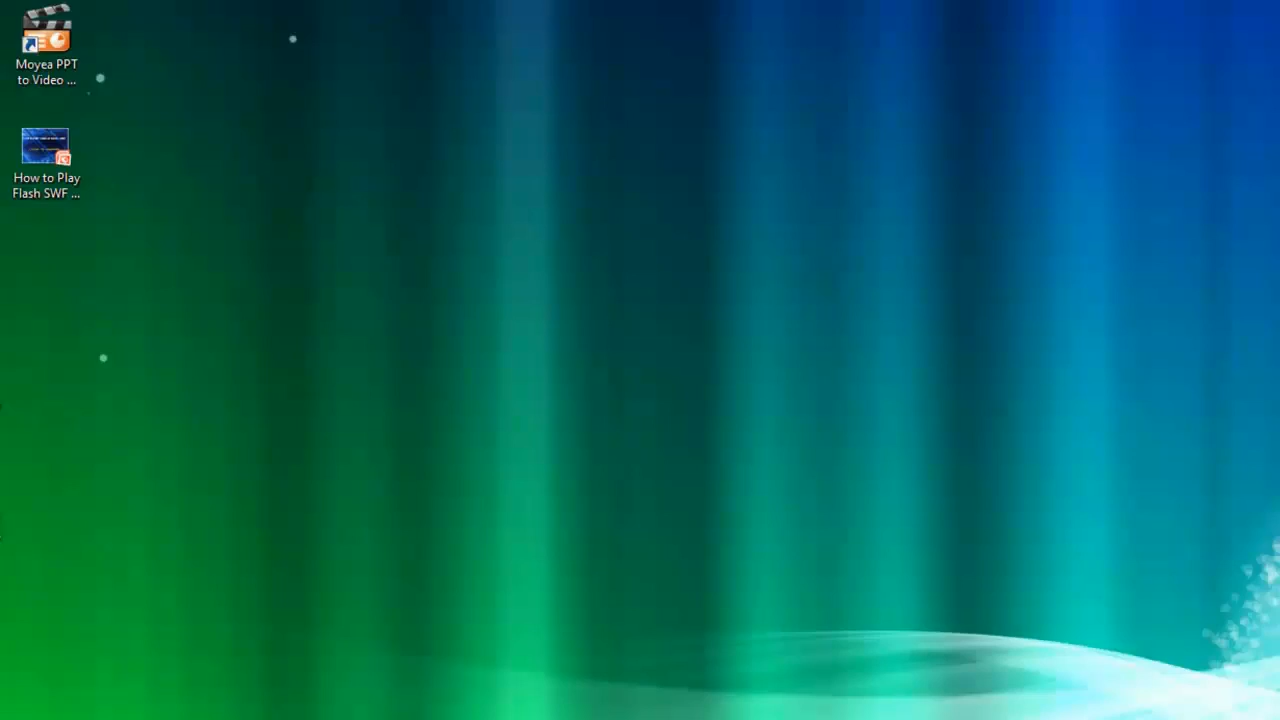 Moyea PPT
to Video ...
How to Play
Flash SWF ...